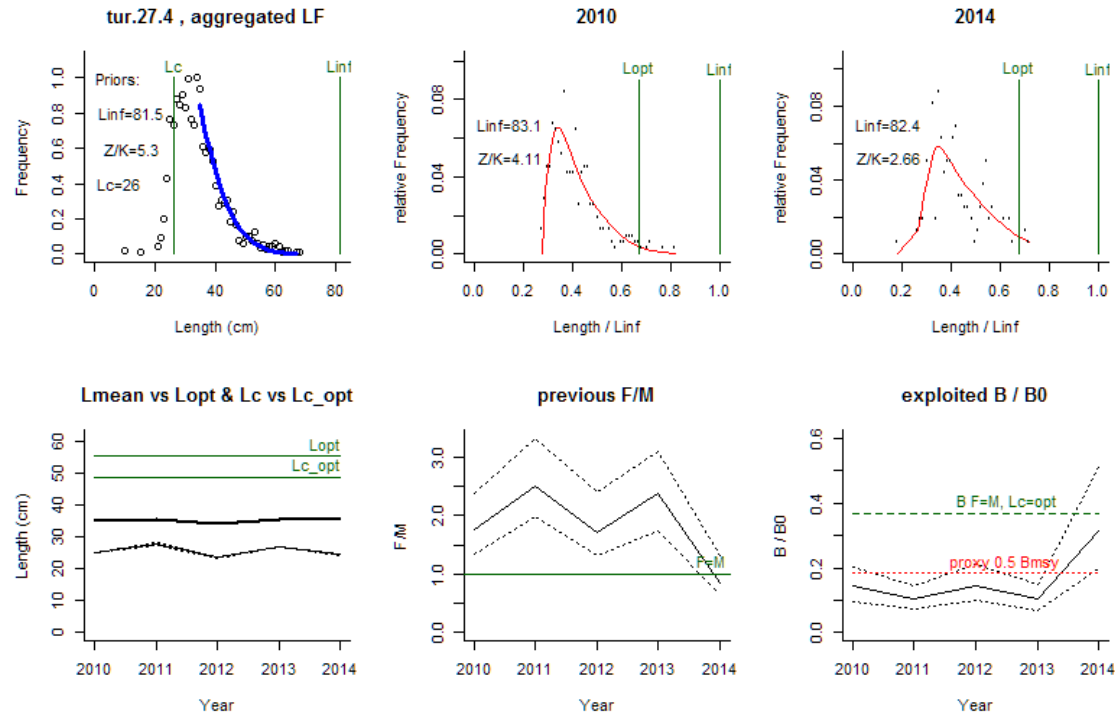 tur.27.4 , aggregated LF
Frequency
0.0 0.2 0.4 0.6 0.8 1.0
Priors:
Linf=81.5
Z/K=5.3
Lc=26
Lc
Linf
0 20 40 60 80
Length (cm)
2010
relative Frequency
0.00 0.04 0.08
Linf=83.1
Z/K=4.11
Lopt
Linf
0.0 0.2 0.4 0.6 0.8 1.0
Length / Linf
2014
relative Frequency
0.00 0.04 0.08
Linf=82.4
Z/K=2.66
Lopt
Linf
0.0 0.2 0.4 0.6 0.8 1.0
Length / Linf
Lmean vs Lopt & Lc vs Lc_opt
Length (cm)
0 10 20 30 40 50 60
Lopt
Lc_opt
2010 2011 2012 2013 2014
Year
previous F/M
F/M
0.0 1.0 2.0 3.0
F=M
2010 2011 2012 2013 2014
Year
exploited B / B0
B / B0
0.0 0.2 0.4 0.6
B F=M, Lc=opt
proxy 0.5 Bmsy
2010 2011 2012 2013 2014
Year